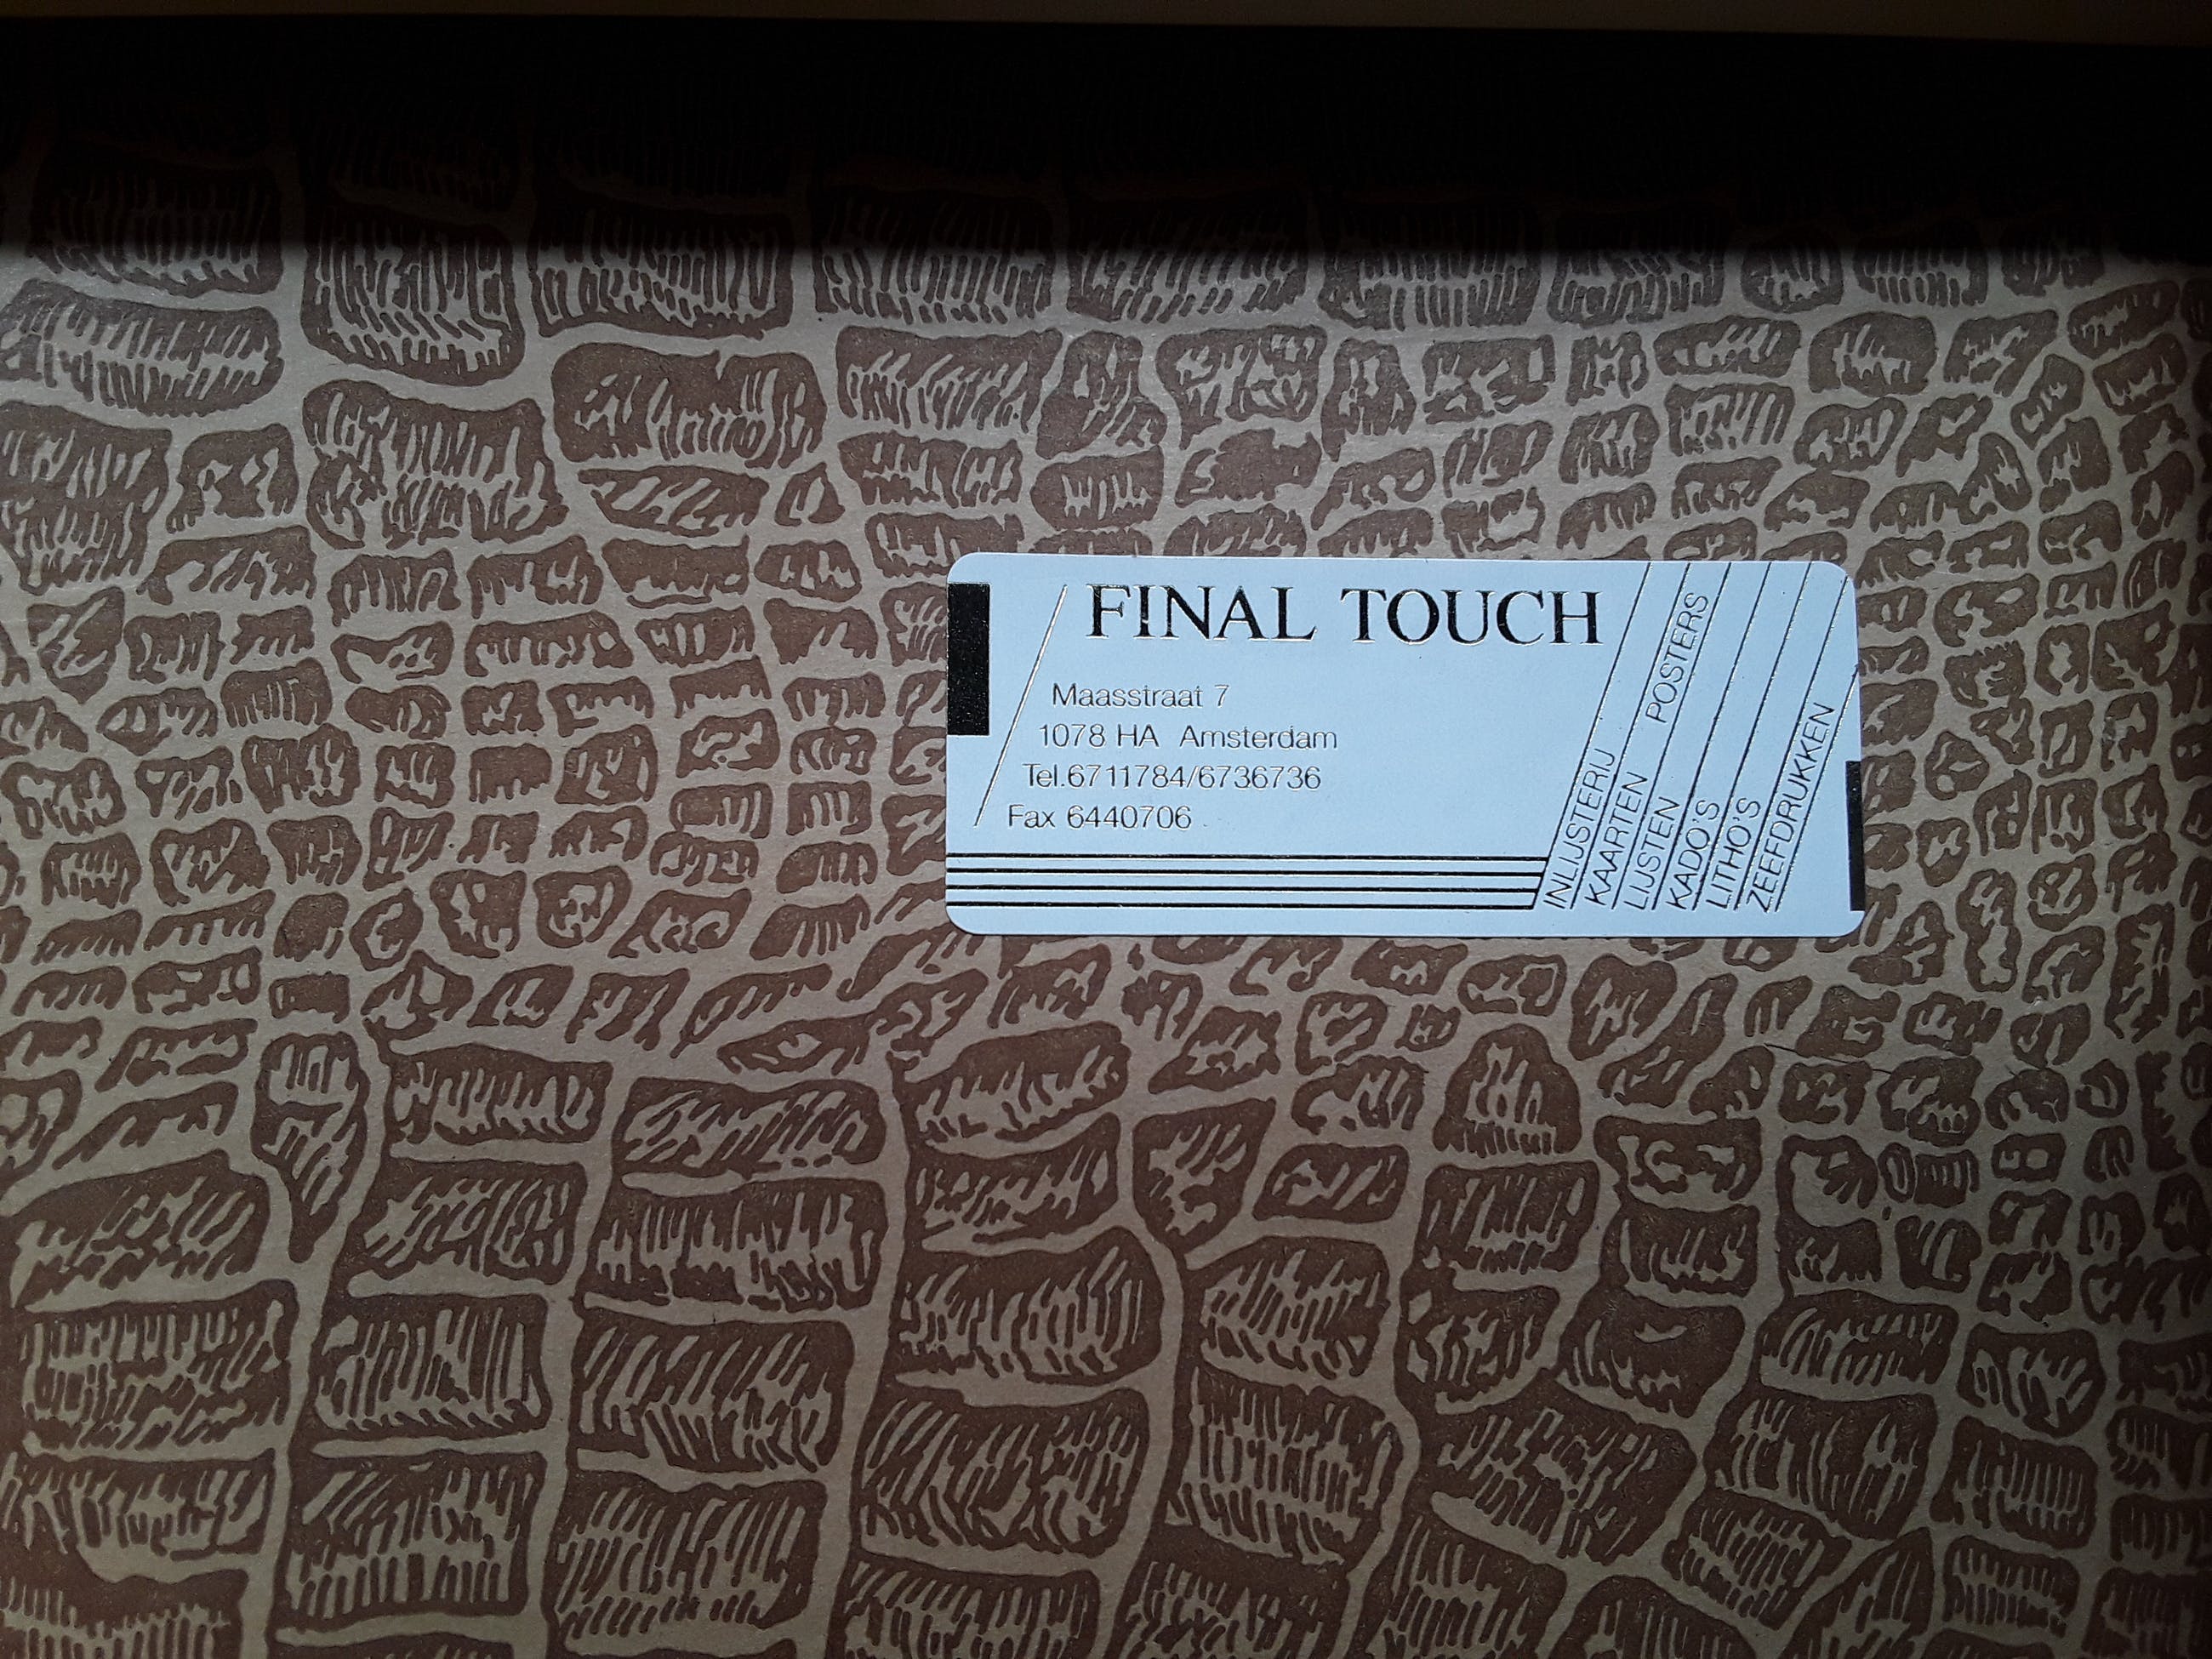 FINAL TOUCH
Maasstraat 7
1078 HA Amsterdam
Tel.6711784/6736736
Fax 6440706
INLIJSTERIJ
KAARTEN POSTERS
LIJSTEN
KADO'S
LITHO'S
ZEEFDRUKKEN